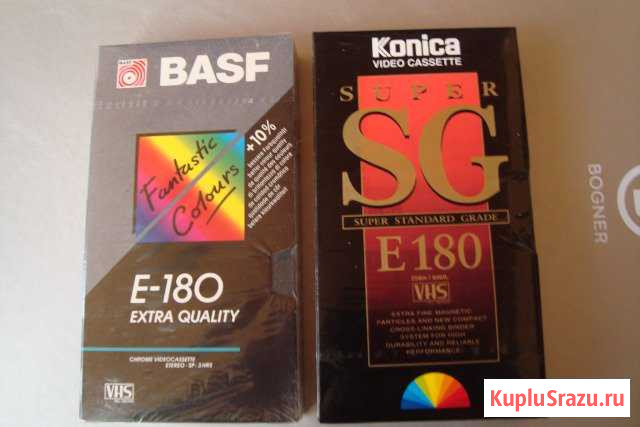 BASF
+10%
Fantastic
Colours
E-180
EXTRA QUALITY
CHROME VIDEOCASSETTE
STEREO · SP · 3 HRS
VHS
Konica
VIDEO CASSETTE
SUPER
SG
SUPER STANDARD GRADE
E180
VHS
EXTRA FINE MAGNETIC
PARTICLES AND NEW COMPACT
CROSS-LINKING BINDER
SYSTEM FOR HIGH
DURABILITY AND RELIABLE
PERFORMANCE.
BOGNER
KupluSrazu.ru